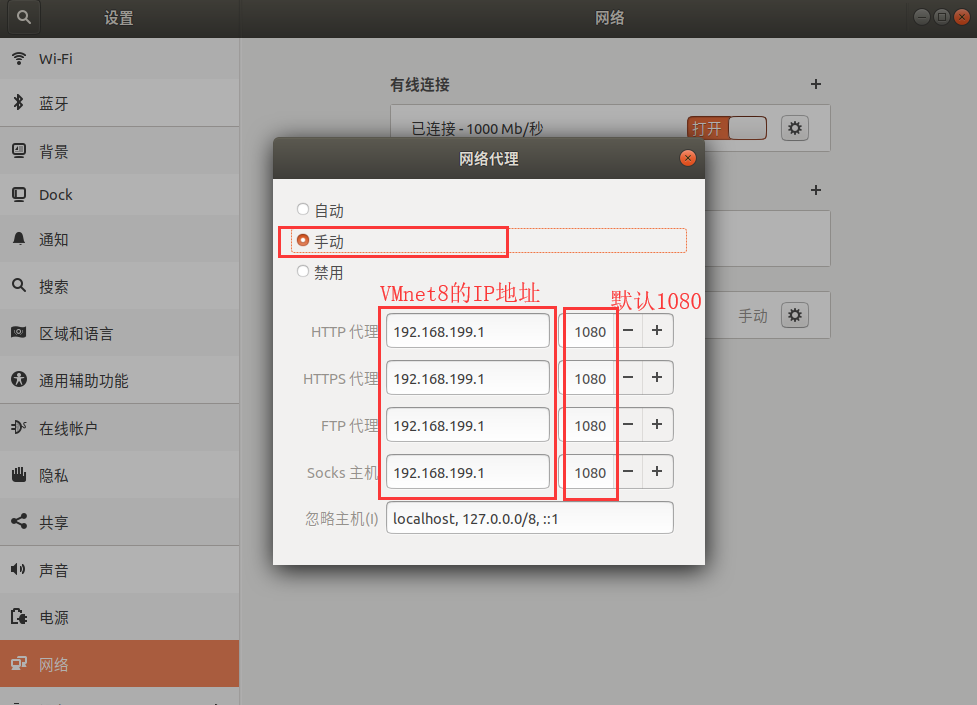 设置
网络
Wi-Fi
蓝牙
背景
Dock
通知
搜索
区域和语言
通用辅助功能
在线帐户
隐私
共享
声音
电源
网络
有线连接
已连接 - 1000 Mb/秒
打开
手动
网络代理
自动
手动
禁用
VMnet8的IP地址
默认1080
HTTP 代理 192.168.199.1 1080 − +
HTTPS 代理 192.168.199.1 1080 − +
FTP 代理 192.168.199.1 1080 − +
Socks 主机 192.168.199.1 1080 − +
忽略主机(I) localhost, 127.0.0.0/8, ::1